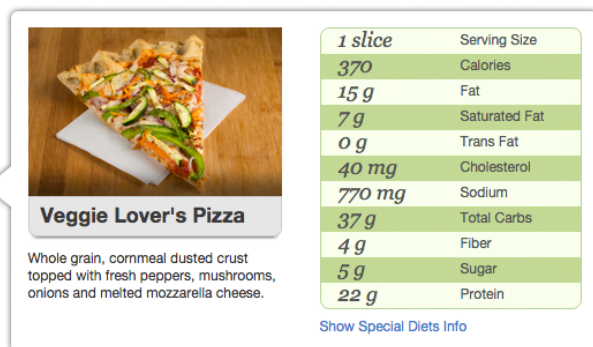 Veggie Lover's Pizza
Whole grain, cornmeal dusted crust
topped with fresh peppers, mushrooms,
onions and melted mozzarella cheese.
1 slice Serving Size
370 Calories
15 g Fat
7 g Saturated Fat
0 g Trans Fat
40 mg Cholesterol
770 mg Sodium
37 g Total Carbs
4 g Fiber
5 g Sugar
22 g Protein
Show Special Diets Info